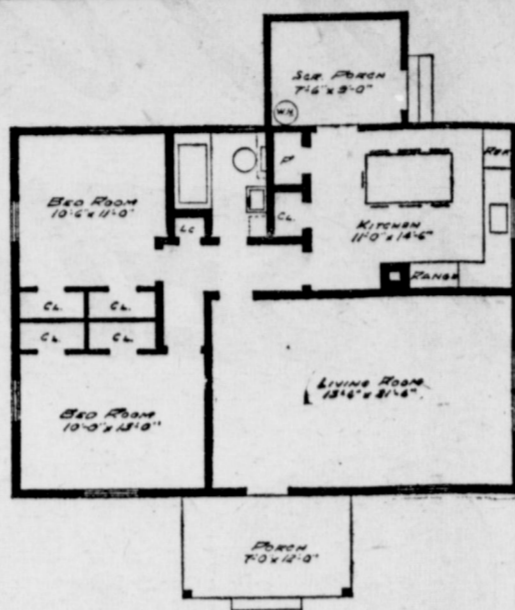 SCR. PORCH
7'-6" x 9'-0"
W.H.
BED ROOM
10'-6" x 11'-0"
P
REF.
LC
CL.
KITCHEN
11'-0" x 14'-6"
RANGE
CL.
CL.
CL.
CL.
LIVING ROOM
13'-6" x 21'-6"
BED ROOM
10'-0" x 13'-0"
PORCH
7'-0" x 12'-0"